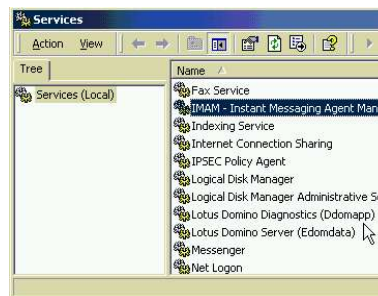 Services
Action View
Tree
Services (Local)
Name
Fax Service
IMAM - Instant Messaging Agent Man
Indexing Service
Internet Connection Sharing
IPSEC Policy Agent
Logical Disk Manager
Logical Disk Manager Administrative S
Lotus Domino Diagnostics (Ddomapp)
Lotus Domino Server (Edomdata)
Messenger
Net Logon